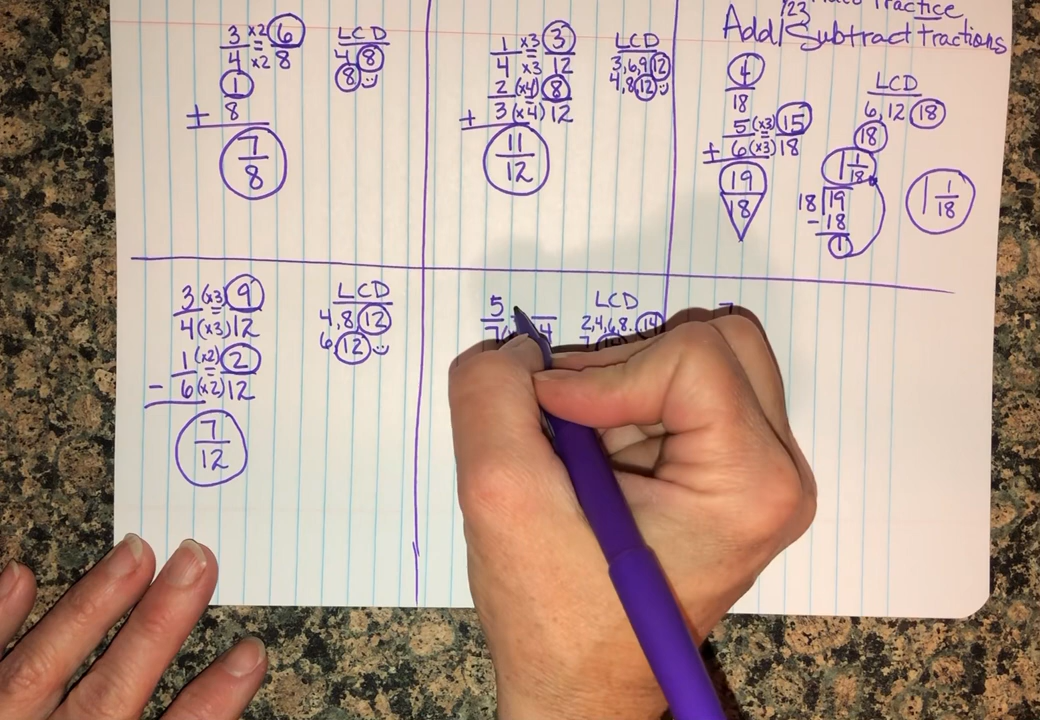 Practice
123
Add/Subtract Fractions
3 x2 = 6
4 x2 8
1
+ 8
7
8
LCD
4 8
8
1 x3 = 3
4 x3 12
2 (x4) = 8
+ 3 (x4) 12
11
12
LCD
3, 6, 9 12
4, 8, 12
4
18
5 (x3) = 15
+ 6 (x3) 18
19
18
LCD
6, 12 18
18
1 1
18
18 19
- 18
1
1 1
18
3 (x3) = 9
4 (x3) 12
1 (x2) = 2
- 6 (x2) 12
7
12
LCD
4, 8, 12
6, 12
5
7
LCD
2, 4, 6, 8.. 14
7